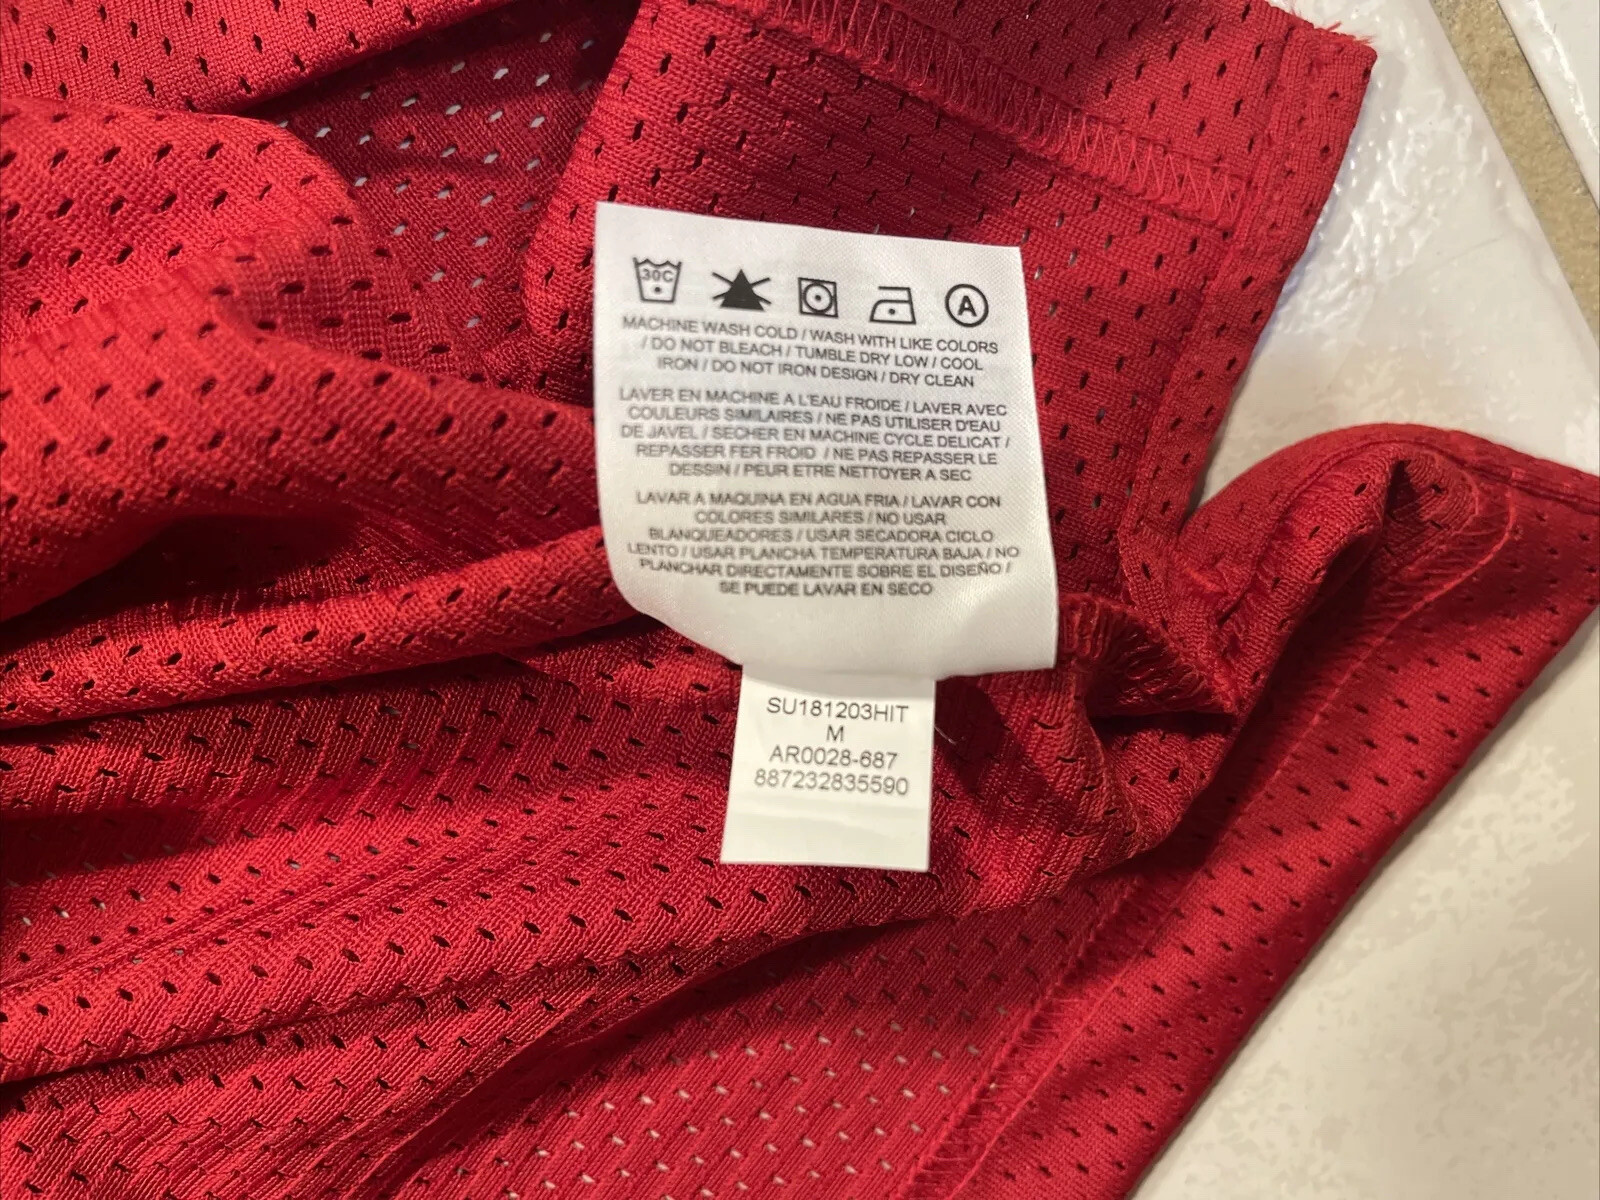 30C
A
MACHINE WASH COLD / WASH WITH LIKE COLORS
/ DO NOT BLEACH / TUMBLE DRY LOW / COOL
IRON / DO NOT IRON DESIGN / DRY CLEAN
LAVER EN MACHINE A L'EAU FROIDE / LAVER AVEC
COULEURS SIMILAIRES / NE PAS UTILISER D'EAU
DE JAVEL / SECHER EN MACHINE CYCLE DELICAT /
REPASSER FER FROID / NE PAS REPASSER LE
DESSIN / PEUR ETRE NETTOYER A SEC
LAVAR A MAQUINA EN AGUA FRIA / LAVAR CON
COLORES SIMILARES / NO USAR
BLANQUEADORES / USAR SECADORA CICLO
LENTO / USAR PLANCHA TEMPERATURA BAJA / NO
PLANCHAR DIRECTAMENTE SOBRE EL DISEÑO /
SE PUEDE LAVAR EN SECO
SU181203HIT
M
AR0028-687
887232835590